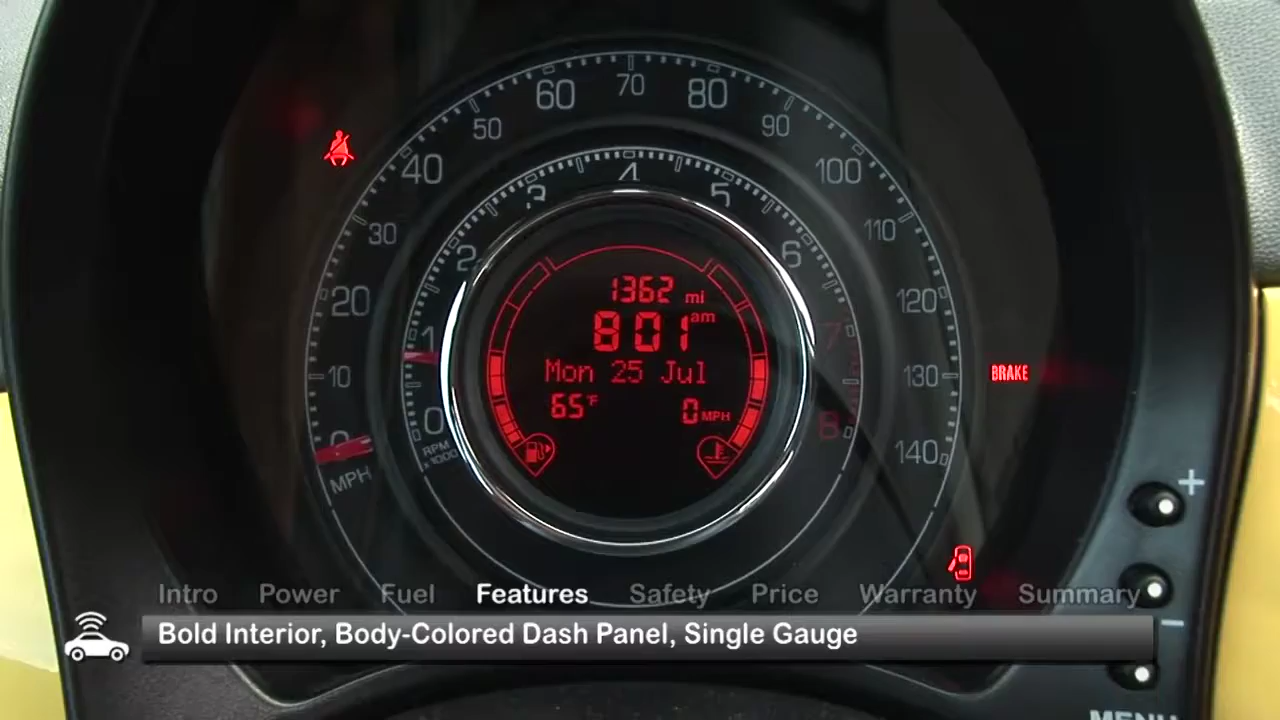 60 70 80
50 90
40 100
4
3 5
30 110
2 6
1362 mi
20 120
801 am
1 7
Mon 25 Jul
10 130 BRAKE
65°F 0 MPH
0 0 8
RPM x1000
140
MPH
+
Intro Power Fuel Features Safety Price Warranty Summary
Bold Interior, Body-Colored Dash Panel, Single Gauge
−
MENU